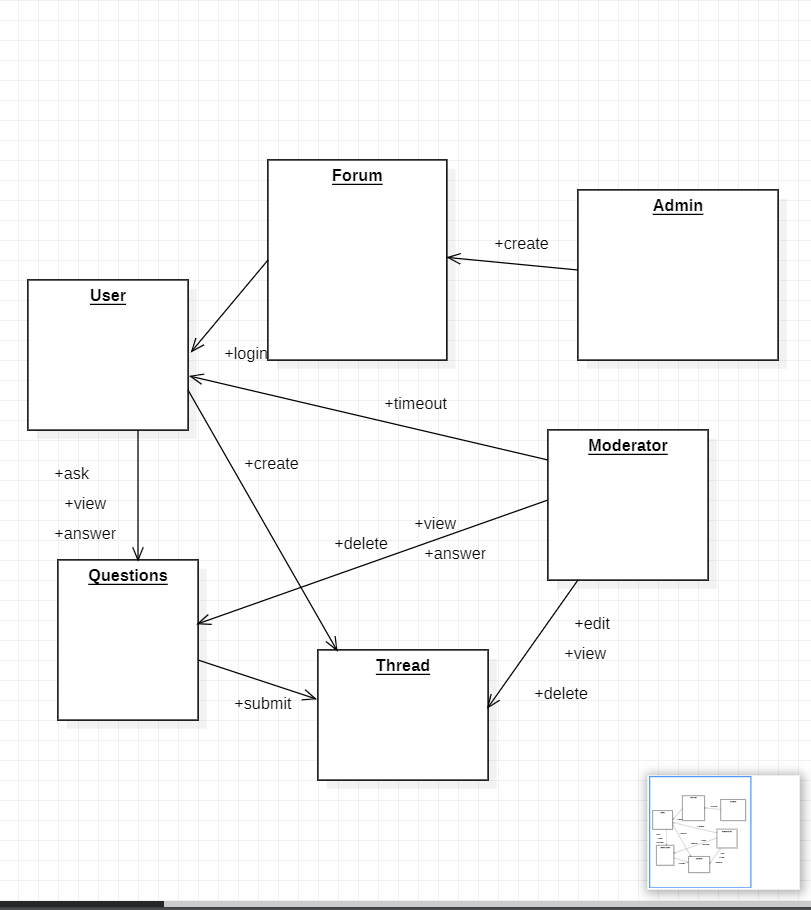 Forum
Admin
+create
User
+login
+timeout
Moderator
+create
+ask
+view
+answer
+view
+delete
+answer
Questions
+edit
+view
Thread
+delete
+submit